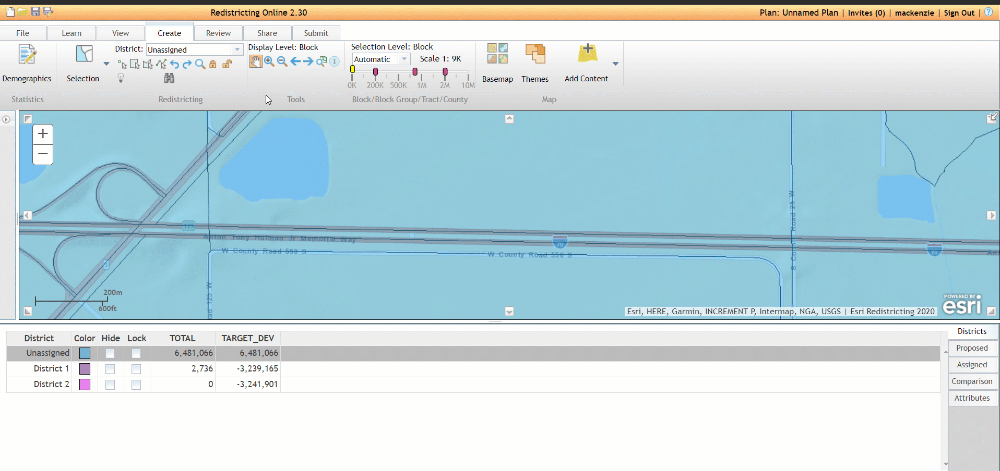 Redistricting Online 2.30
Plan: Unnamed Plan | Invites (0) | mackenzie | Sign Out | ?
File Learn View Create Review Share Submit
District: Unassigned
Display Level: Block
Selection Level: Block
Automatic Scale 1: 9K
0K 200K 500K 1M 2M 10M
Demographics Selection Basemap Themes Add Content
Statistics Redistricting Tools Block/Block Group/Tract/County Map
+
−
123
Anton Tony Hulman Jr Memorial Way
W County Road 550 S
W County Road 550 S
70
70
S County Road 25 W
3
ad 125 W
200m
600ft
POWERED BY
esri
Esri, HERE, Garmin, INCREMENT P, Intermap, NGA, USGS | Esri Redistricting 2020
District Color Hide Lock TOTAL TARGET_DEV
Unassigned 6,481,066 6,481,066
District 1 2,736 -3,239,165
District 2 0 -3,241,901
Districts
Proposed
Assigned
Comparison
Attributes